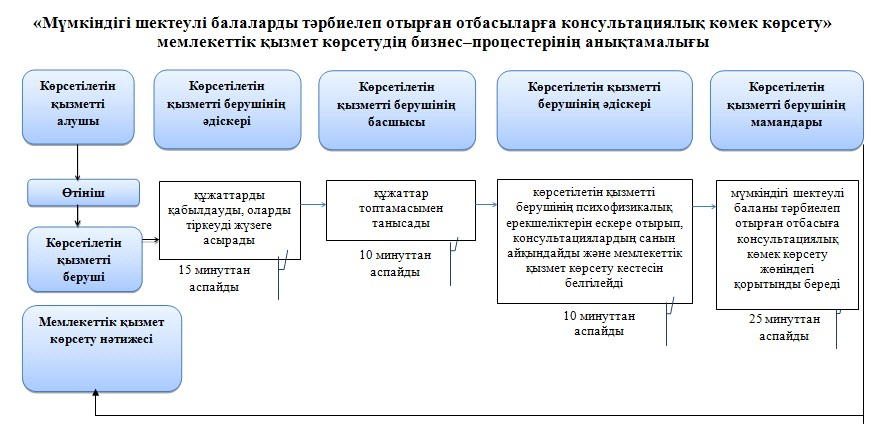 «Мүмкіндігі шектеулі балаларды тәрбиелеп отырған отбасыларға консультациялық көмек көрсету»
мемлекеттік қызмет көрсетудің бизнес–процестерінің анықтамалығы
Көрсетілетін
қызметті
алушы
Көрсетілетін
қызметті берушінің
әдіскері
Көрсетілетін
қызметті берушінің
басшысы
Көрсетілетін қызметті
берушінің әдіскері
Көрсетілетін
қызметті берушінің
мамандары
Өтініш
Көрсетілетін
қызметті
беруші
құжаттарды
қабылдауды, оларды
тіркеуді жүзеге
асырады
15 минуттан
аспайды
құжаттар
топтамасымен
танысады
10 минуттан
аспайды
көрсетілетін қызметті
берушінің психофизикалық
ерекшеліктерін ескере отырып,
консультациялардың санын
айқындайды және мемлекеттік
қызмет көрсету кестесін
белгілейді
10 минуттан
аспайды
мүмкіндігі шектеулі
баланы тәрбиелеп
отырған отбасыға
консультациялық
көмек көрсету
жөніндегі
қорытынды береді
25 минуттан
аспайды
Мемлекеттік қызмет
көрсету нәтижесі